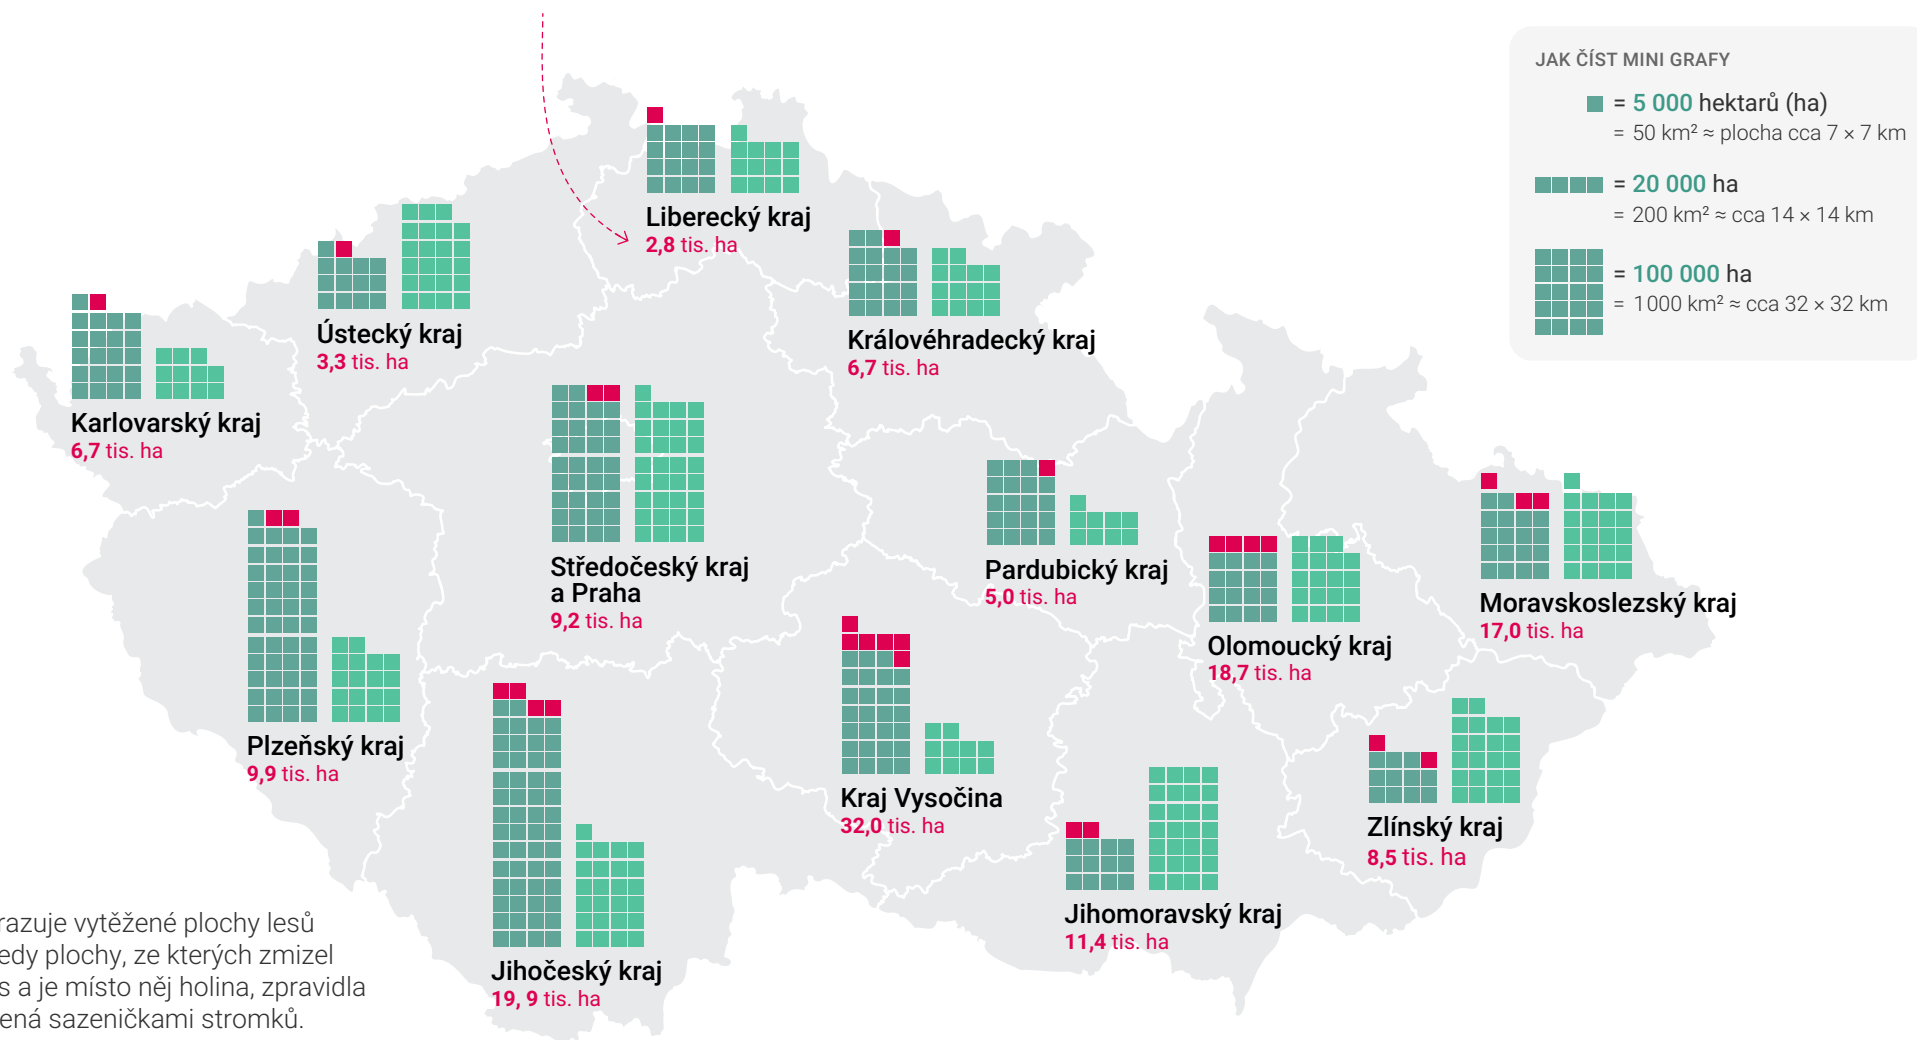 JAK ČÍST MINI GRAFY
= 5 000 hektarů (ha)
= 50 km² ≈ plocha cca 7 × 7 km
= 20 000 ha
= 200 km² ≈ cca 14 × 14 km
= 100 000 ha
= 1000 km² ≈ cca 32 × 32 km
Liberecký kraj
2,8 tis. ha
Ústecký kraj
3,3 tis. ha
Královéhradecký kraj
6,7 tis. ha
Karlovarský kraj
6,7 tis. ha
Středočeský kraj
a Praha
9,2 tis. ha
Pardubický kraj
5,0 tis. ha
Moravskoslezský kraj
17,0 tis. ha
Olomoucký kraj
18,7 tis. ha
Plzeňský kraj
9,9 tis. ha
Kraj Vysočina
32,0 tis. ha
Zlínský kraj
8,5 tis. ha
Jihomoravský kraj
11,4 tis. ha
Jihočeský kraj
19, 9 tis. ha
razuje vytěžené plochy lesů
edy plochy, ze kterých zmizel
s a je místo něj holina, zpravidla
ená sazeničkami stromků.